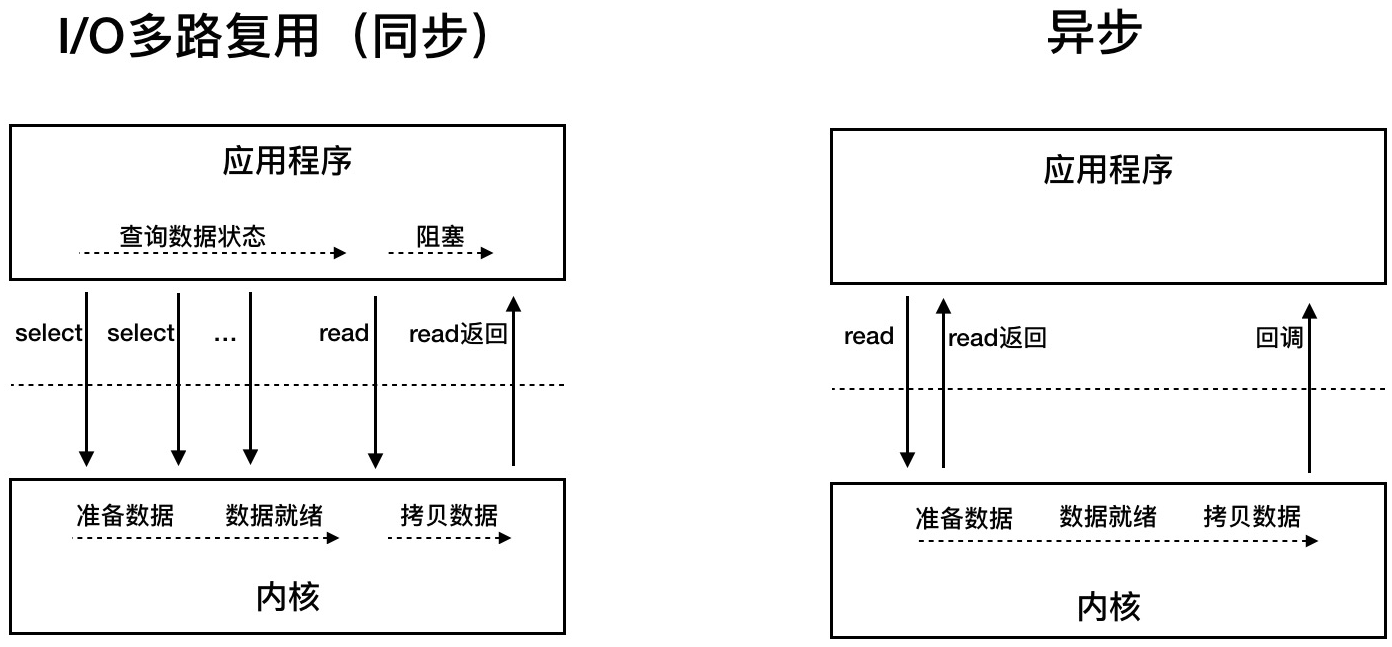 I/O多路复用（同步）
应用程序
查询数据状态
阻塞
select
select
...
read
read返回
准备数据
数据就绪
拷贝数据
内核
异步
应用程序
read
read返回
回调
准备数据
数据就绪
拷贝数据
内核